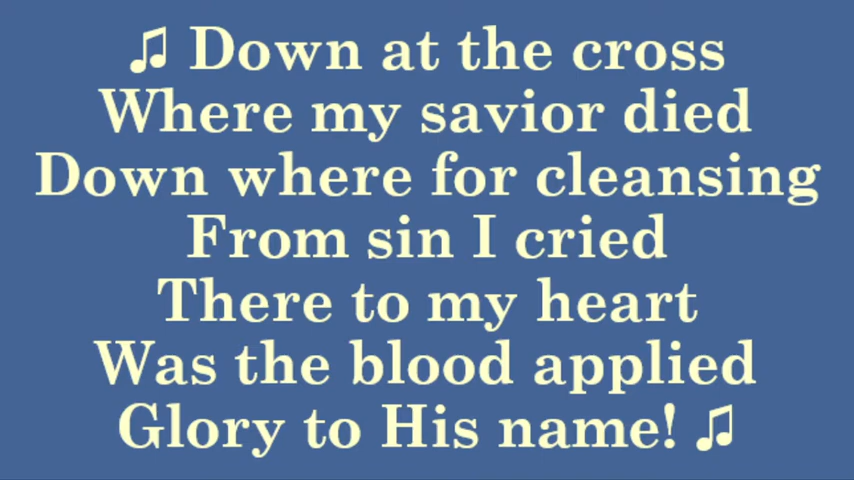 ♫ Down at the cross
Where my savior died
Down where for cleansing
From sin I cried
There to my heart
Was the blood applied
Glory to His name! ♫